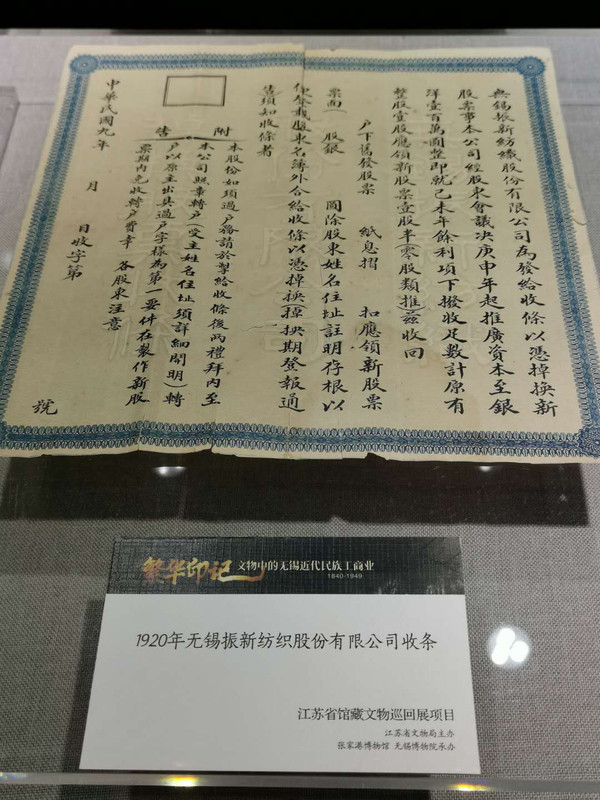 無錫振新紡織股份有限公司為發給收條以憑掉換新
股票事本公司經股東會議决庚申年起推廣資本至銀
洋壹百萬圓整即就己未年餘利項下撥收足數計原有
整股壹股應領新股票壹股半零股類推茲收回
戶下舊發股票 紙息摺 扣應領新股票
票面 股銀 圓除股東姓名住址註明存根以
便登載股東名簿外合給收條以憑掉換掉換期登報通
告須知收條者
附告
本股份如須過戶務請於掣給收條後兩禮拜內至
本公司照章轉戶(受主姓名住址須詳細開明)轉
戶以原主出具過戶字樣為第一要件在製作新股
票期內免收轉戶費幸 各股東注意
中華民國九年 月 日收字第 號
繁华印记 文物中的无锡近代民族工商业
1840-1949
1920年无锡振新纺织股份有限公司收条
江苏省馆藏文物巡回展项目
江苏省文物局主办
张家港博物馆 无锡博物院承办